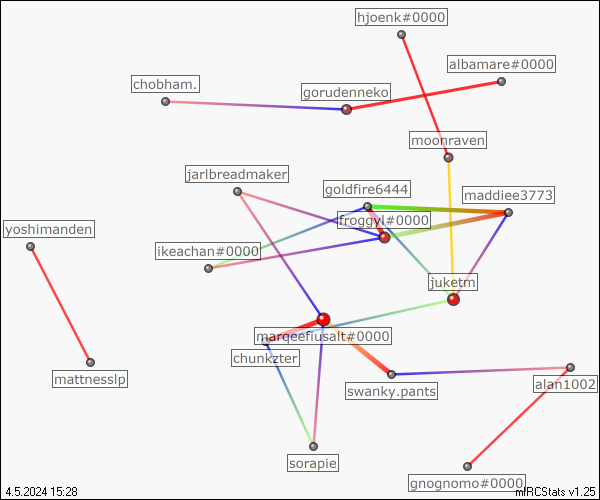 hjoenk#0000
albamare#0000
chobham.
gorudenneko
moonraven
jarlbreadmaker
goldfire6444
maddiee3773
froggyl#0000
yoshimanden
ikeachan#0000
juketm
marqeefiusalt#0000
chunkzter
mattnesslp
swanky.pants
alan1002
sorapie
gnognomo#0000
4.5.2024 15:28
mIRCStats v1.25